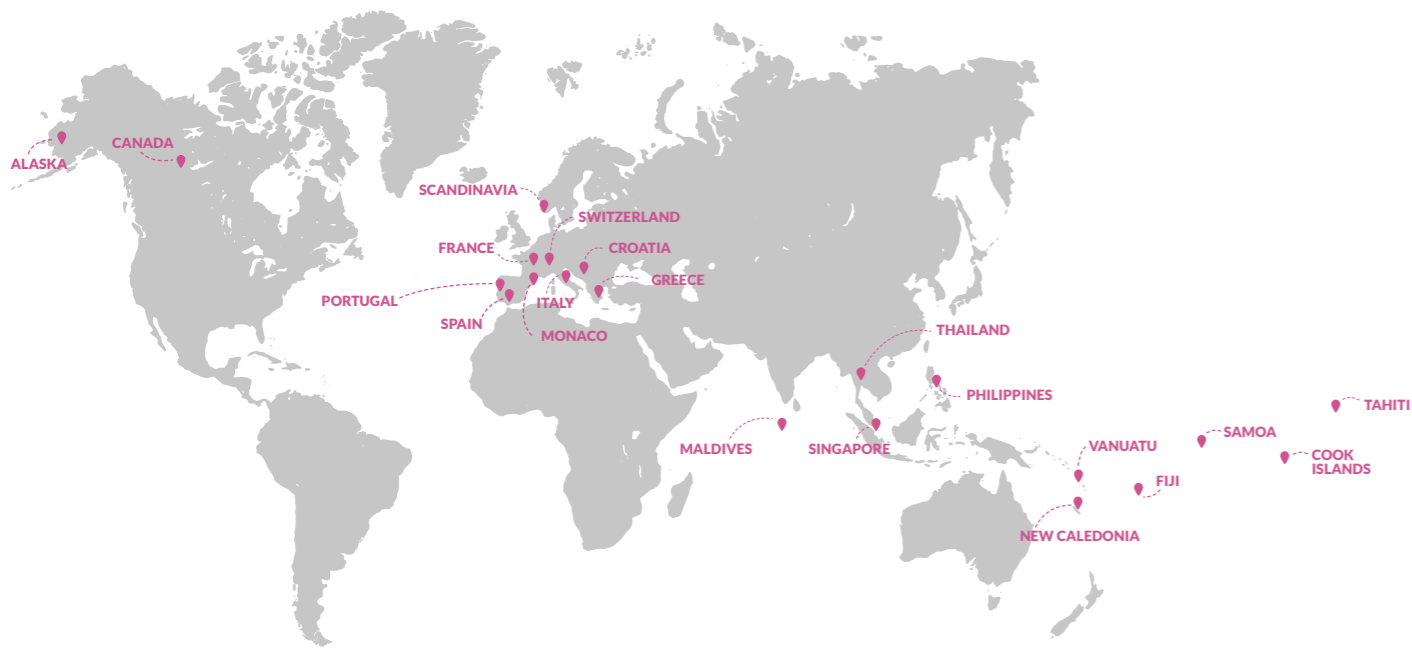 CANADA
ALASKA
SCANDINAVIA
SWITZERLAND
FRANCE
CROATIA
GREECE
PORTUGAL
ITALY
SPAIN
MONACO
THAILAND
PHILIPPINES
TAHITI
MALDIVES
SINGAPORE
VANUATU
SAMOA
COOK
ISLANDS
FIJI
NEW CALEDONIA